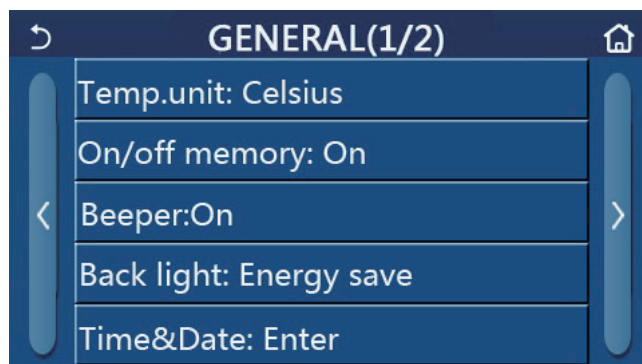 GENERAL(1/2)
Temp.unit: Celsius
On/off memory: On
Beeper:On
Back light: Energy save
Time&Date: Enter